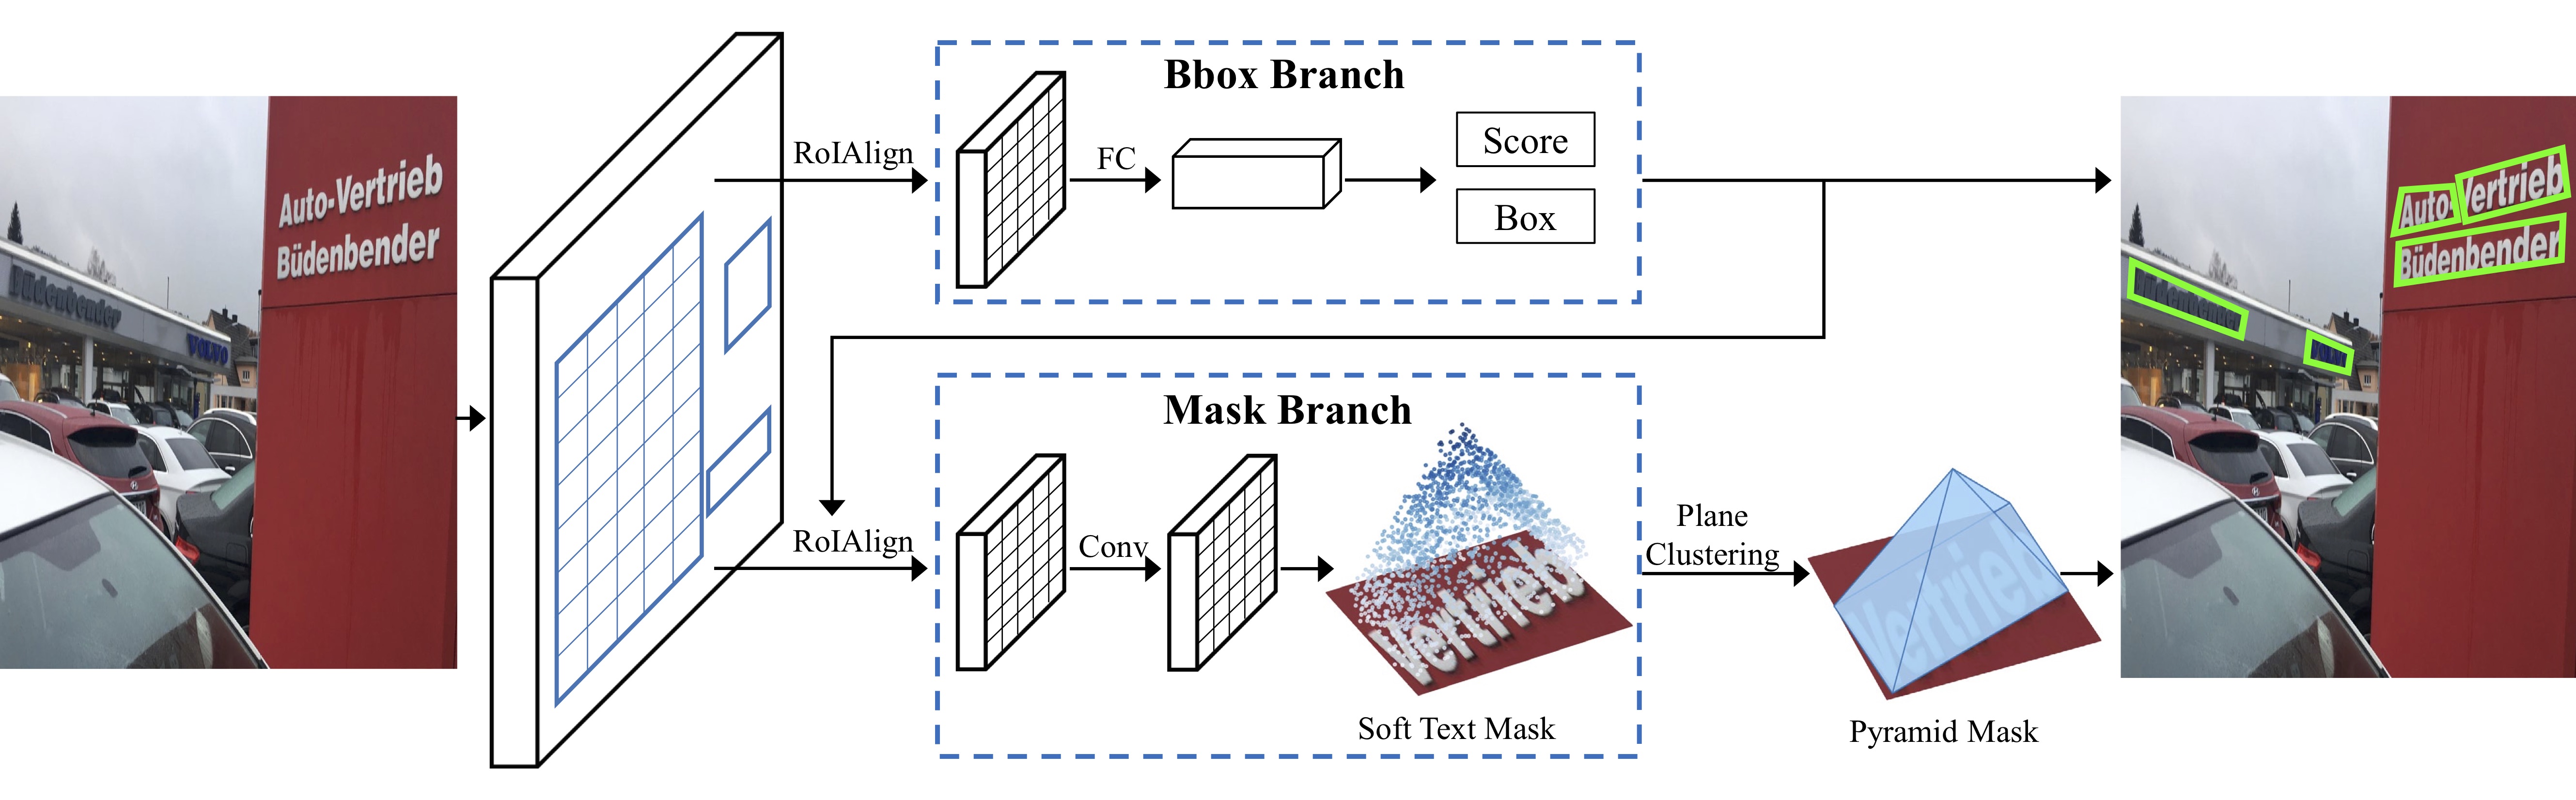 Auto-Vertrieb
Büdenbender
Büdenbender
VOLVO
RoIAlign
Bbox Branch
FC
Score
Box
RoIAlign
Mask Branch
Conv
Vertrieb
Soft Text Mask
Plane
Clustering
Vertrieb
Pyramid Mask
Auto-Vertrieb
Büdenbender
Büdenbender
VOLVO